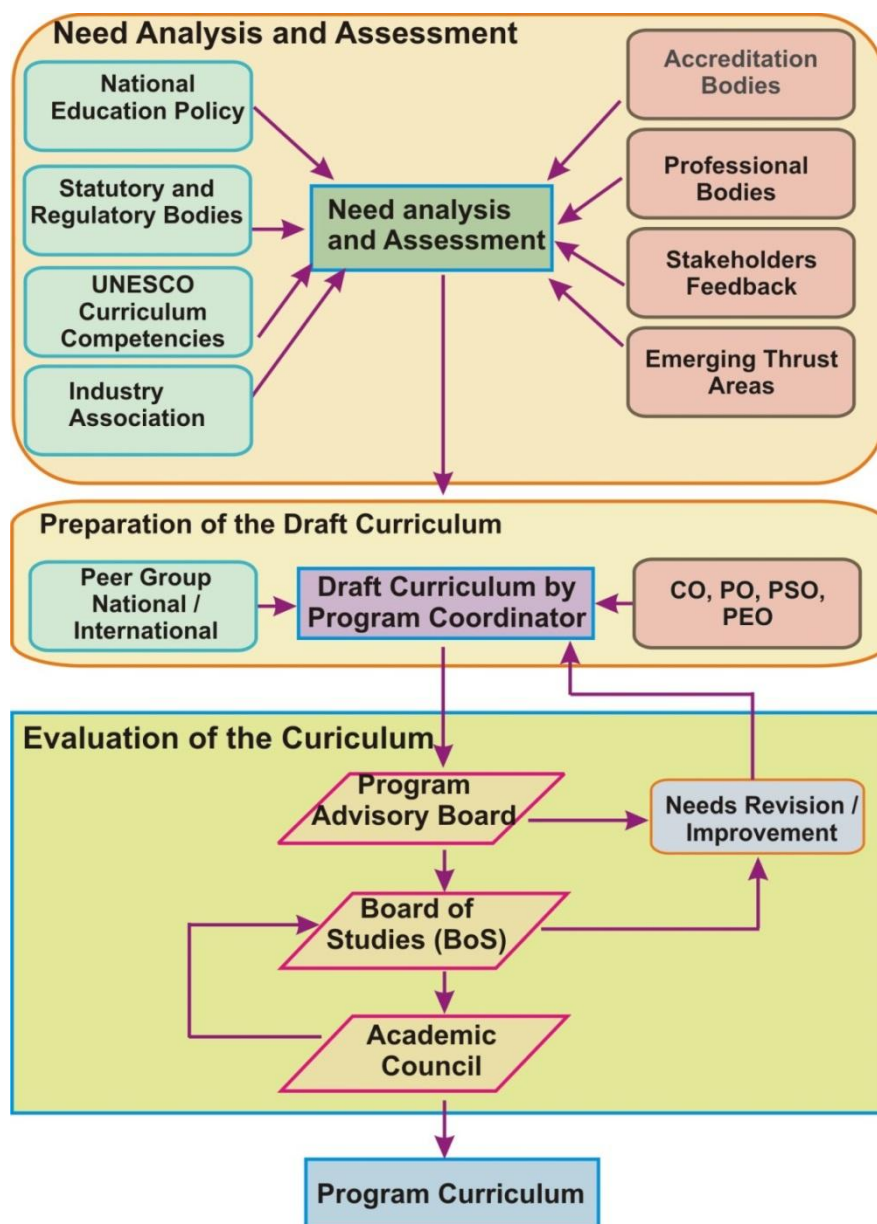 Need Analysis and Assessment
National
Education Policy
Statutory and
Regulatory Bodies
UNESCO
Curriculum
Competencies
Industry
Association
Need analysis
and Assessment
Accreditation
Bodies
Professional
Bodies
Stakeholders
Feedback
Emerging Thrust
Areas
Preparation of the Draft Curriculum
Peer Group
National /
International
Draft Curriculum by
Program Coordinator
CO, PO, PSO,
PEO
Evaluation of the Curiculum
Program
Advisory Board
Needs Revision /
Improvement
Board of
Studies (BoS)
Academic
Council
Program Curriculum